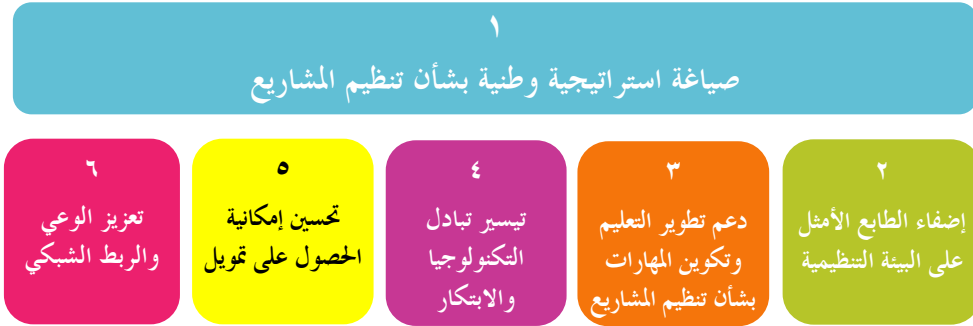 ١
صياغة استراتيجية وطنية بشأن تنظيم المشاريع
٢
إضفاء الطابع الأمثل
على البيئة التنظيمية
٣
دعم تطوير التعليم
وتكوين المهارات
بشأن تنظيم المشاريع
٤
تيسير تبادل
التكنولوجيا
والابتكار
٥
تحسين إمكانية
الحصول على تمويل
٦
تعزيز الوعي
والربط الشبكي